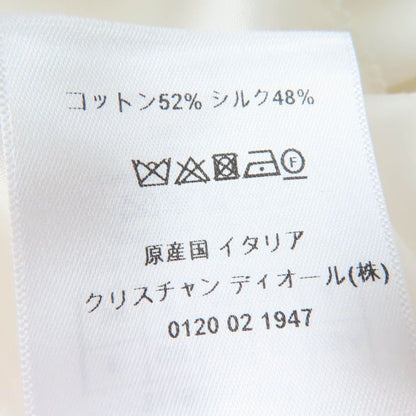 コットン52% シルク48%
F
原産国 イタリア
クリスチャン ディオール(株)
0120 02 1947